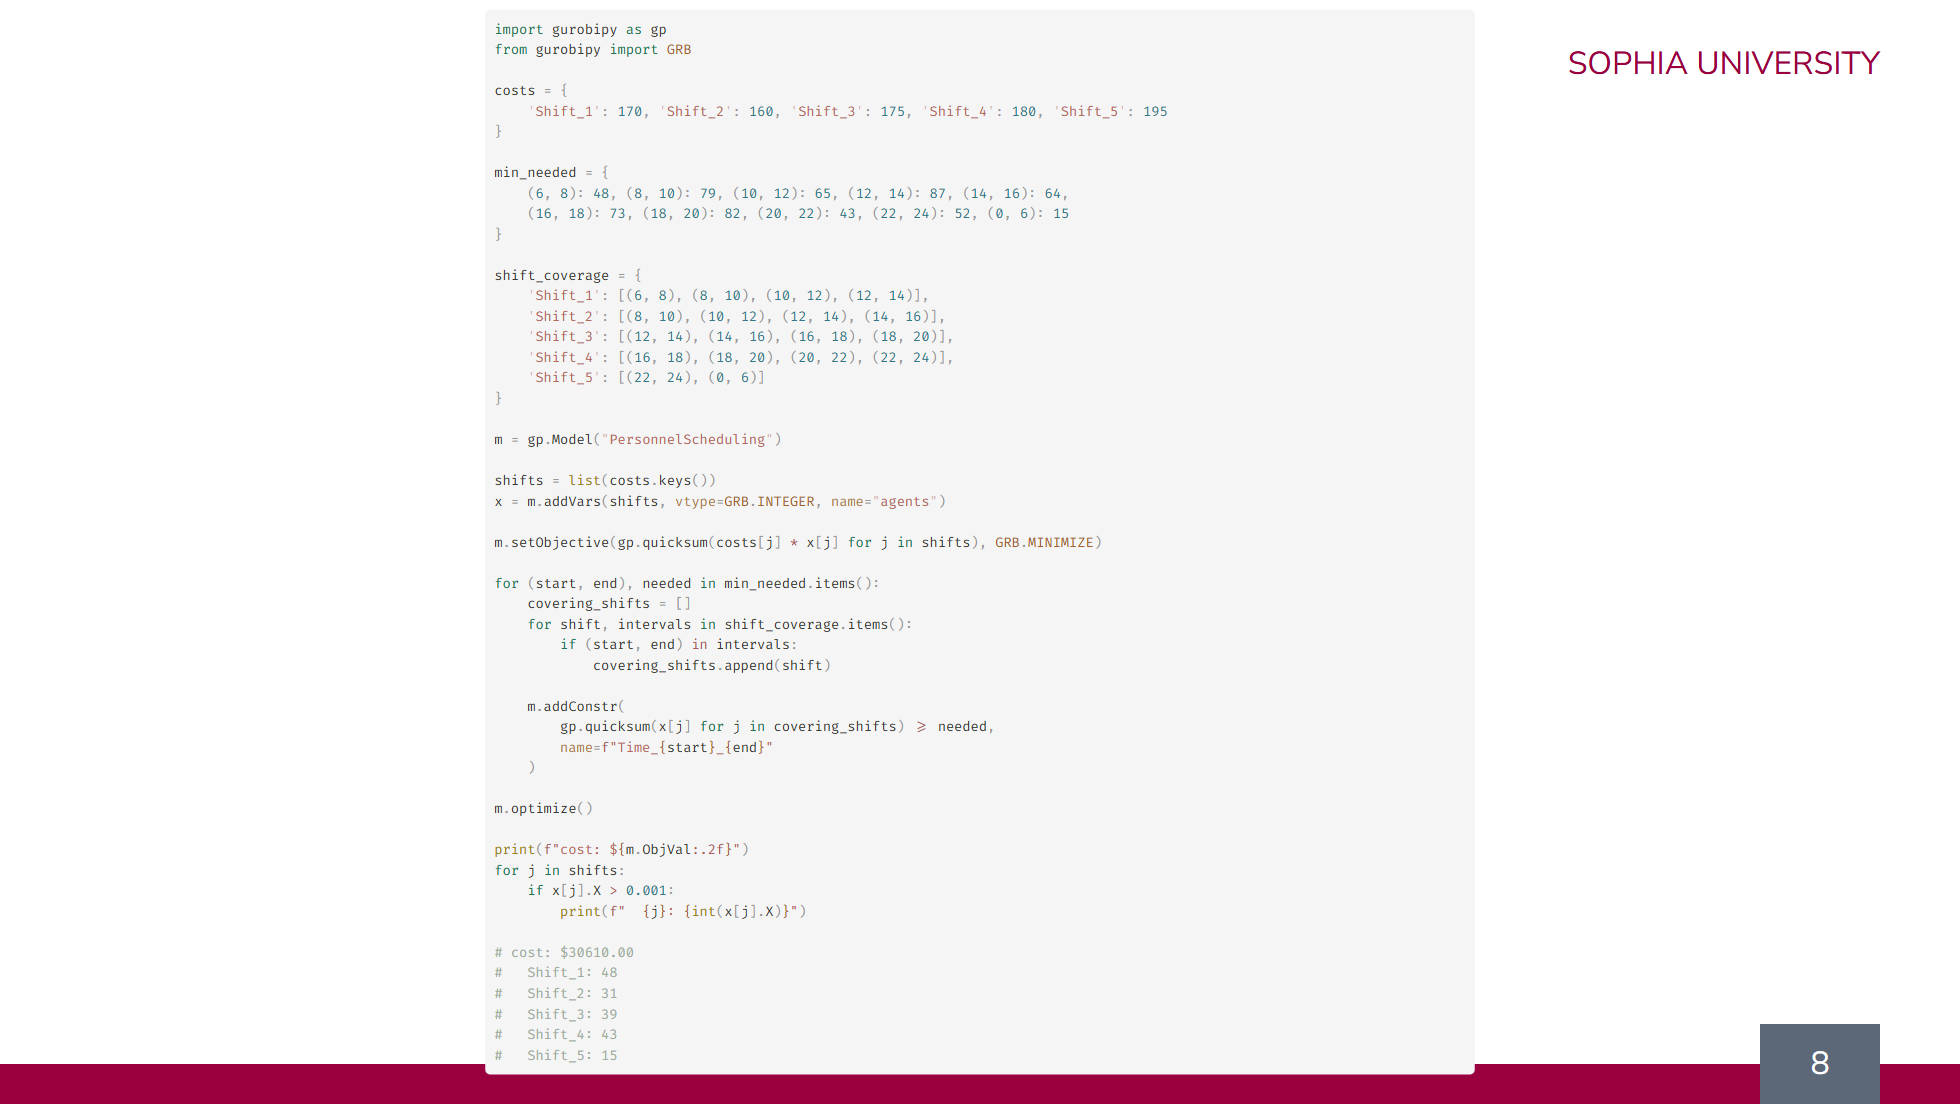 import gurobipy as gp
from gurobipy import GRB
SOPHIA UNIVERSITY
costs = {
    'Shift_1': 170, 'Shift_2': 160, 'Shift_3': 175, 'Shift_4': 180, 'Shift_5': 195
}
min_needed = {
    (6, 8): 48, (8, 10): 79, (10, 12): 65, (12, 14): 87, (14, 16): 64,
    (16, 18): 73, (18, 20): 82, (20, 22): 43, (22, 24): 52, (0, 6): 15
}
shift_coverage = {
    'Shift_1': [(6, 8), (8, 10), (10, 12), (12, 14)],
    'Shift_2': [(8, 10), (10, 12), (12, 14), (14, 16)],
    'Shift_3': [(12, 14), (14, 16), (16, 18), (18, 20)],
    'Shift_4': [(16, 18), (18, 20), (20, 22), (22, 24)],
    'Shift_5': [(22, 24), (0, 6)]
}
m = gp.Model("PersonnelScheduling")
shifts = list(costs.keys())
x = m.addVars(shifts, vtype=GRB.INTEGER, name="agents")
m.setObjective(gp.quicksum(costs[j] * x[j] for j in shifts), GRB.MINIMIZE)
for (start, end), needed in min_needed.items():
    covering_shifts = []
    for shift, intervals in shift_coverage.items():
        if (start, end) in intervals:
            covering_shifts.append(shift)
    m.addConstr(
        gp.quicksum(x[j] for j in covering_shifts) ⩾ needed,
        name=f"Time_{start}_{end}"
    )
m.optimize()
print(f"cost: ${m.ObjVal:.2f}")
for j in shifts:
    if x[j].X > 0.001:
        print(f"  {j}: {int(x[j].X)}")
# cost: $30610.00
#   Shift_1: 48
#   Shift_2: 31
#   Shift_3: 39
#   Shift_4: 43
#   Shift_5: 15
8